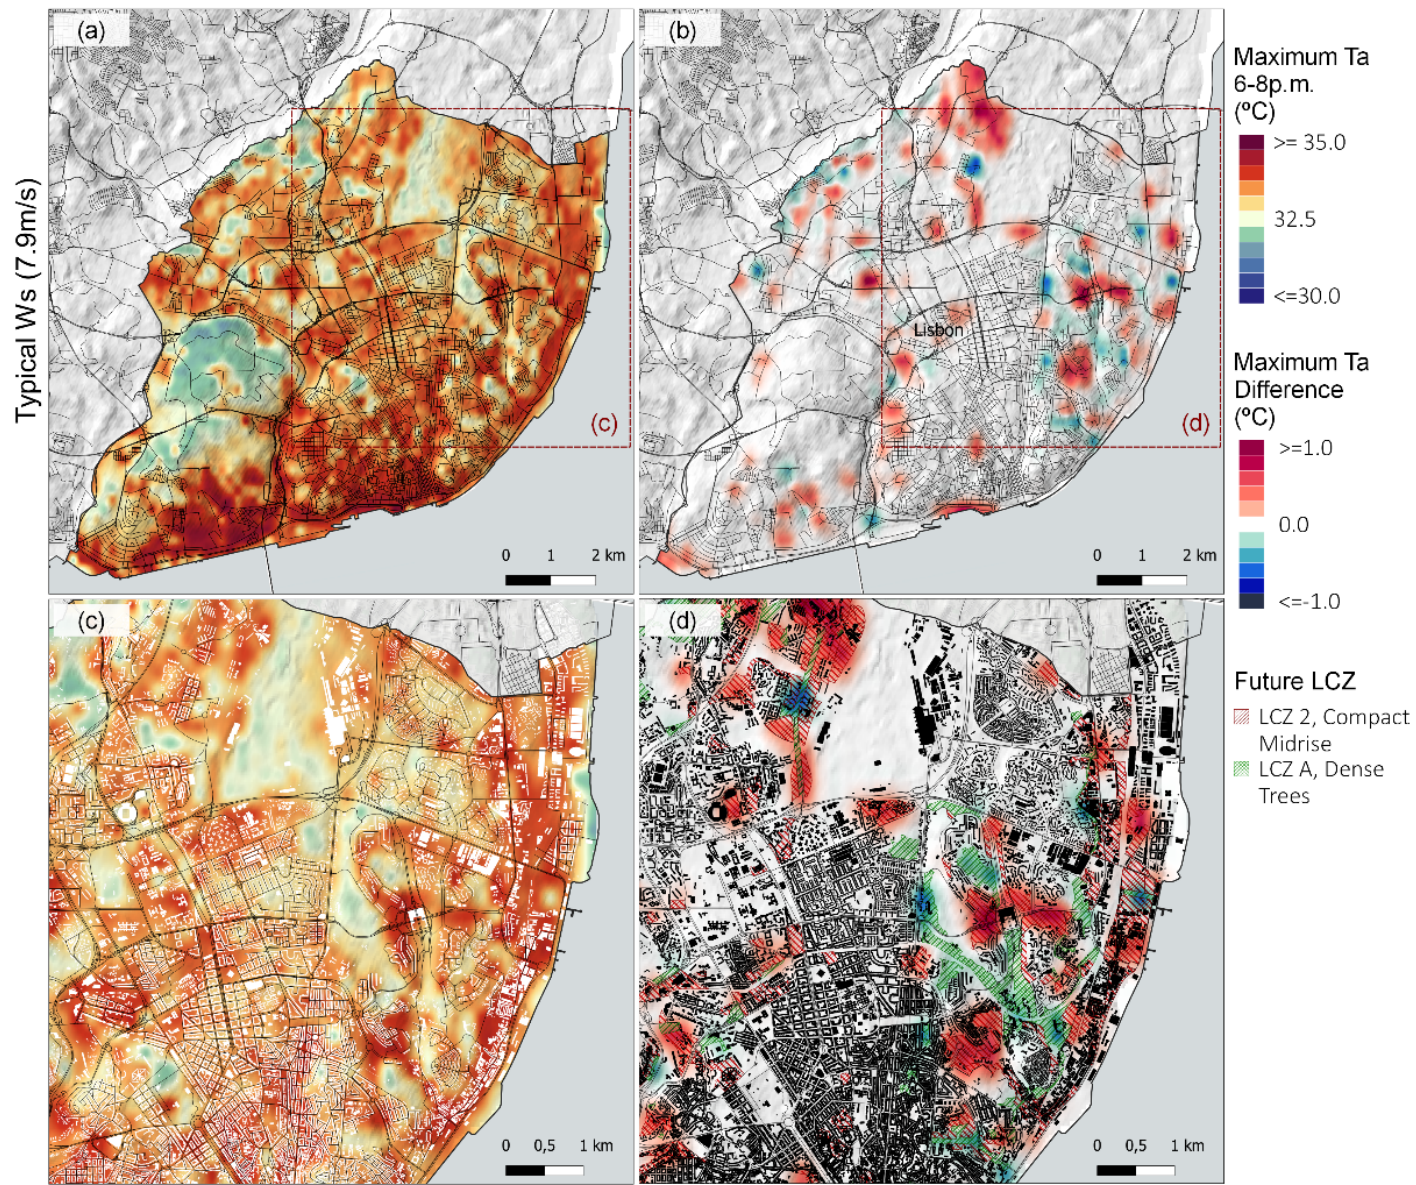 Typical Ws (7.9m/s)
(a)
(c)
0 1 2 km
(b)
Lisbon
(d)
0 1 2 km
(c)
0 0,5 1 km
(d)
0 0,5 1 km
Maximum Ta
6-8p.m.
(ºC)
>= 35.0
32.5
<=30.0
Maximum Ta
Difference
(ºC)
>=1.0
0.0
<=-1.0
Future LCZ
LCZ 2, Compact
Midrise
LCZ A, Dense
Trees